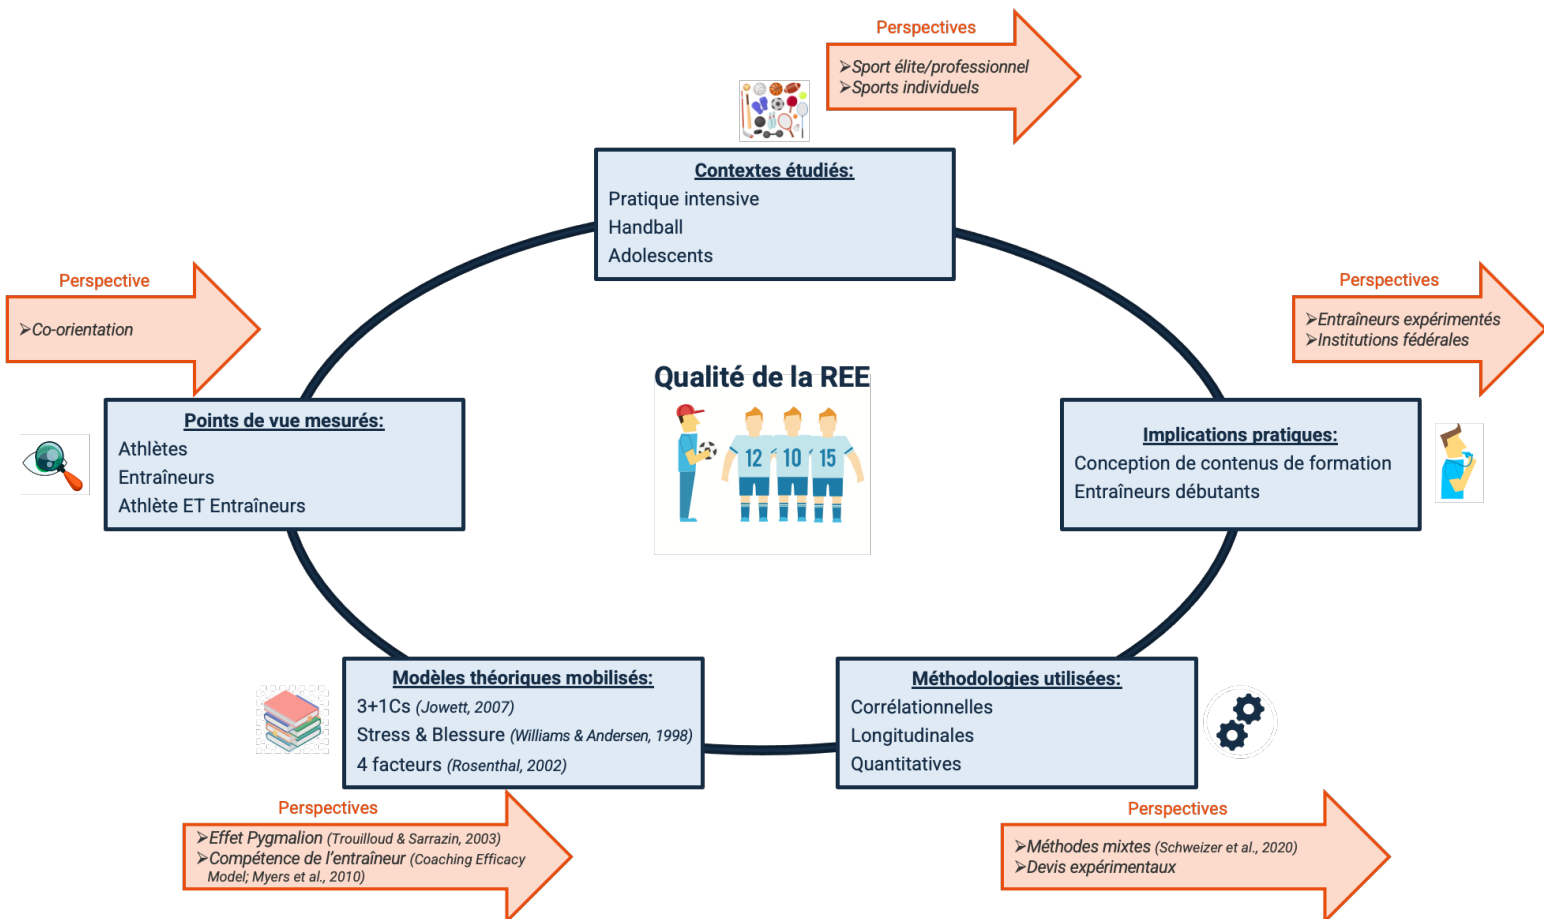 Perspectives
➢Sport élite/professionnel
➢Sports individuels
Contextes étudiés:
Pratique intensive
Handball
Adolescents
Perspective
➢Co-orientation
Perspectives
➢Entraîneurs expérimentés
➢Institutions fédérales
Qualité de la REE
12 10 15
Points de vue mesurés:
Athlètes
Entraîneurs
Athlète ET Entraîneurs
Implications pratiques:
Conception de contenus de formation
Entraîneurs débutants
Modèles théoriques mobilisés:
3+1Cs (Jowett, 2007)
Stress & Blessure (Williams & Andersen, 1998)
4 facteurs (Rosenthal, 2002)
Méthodologies utilisées:
Corrélationnelles
Longitudinales
Quantitatives
Perspectives
➢Effet Pygmalion (Trouilloud & Sarrazin, 2003)
➢Compétence de l'entraîneur (Coaching Efficacy
Model; Myers et al., 2010)
Perspectives
➢Méthodes mixtes (Schweizer et al., 2020)
➢Devis expérimentaux